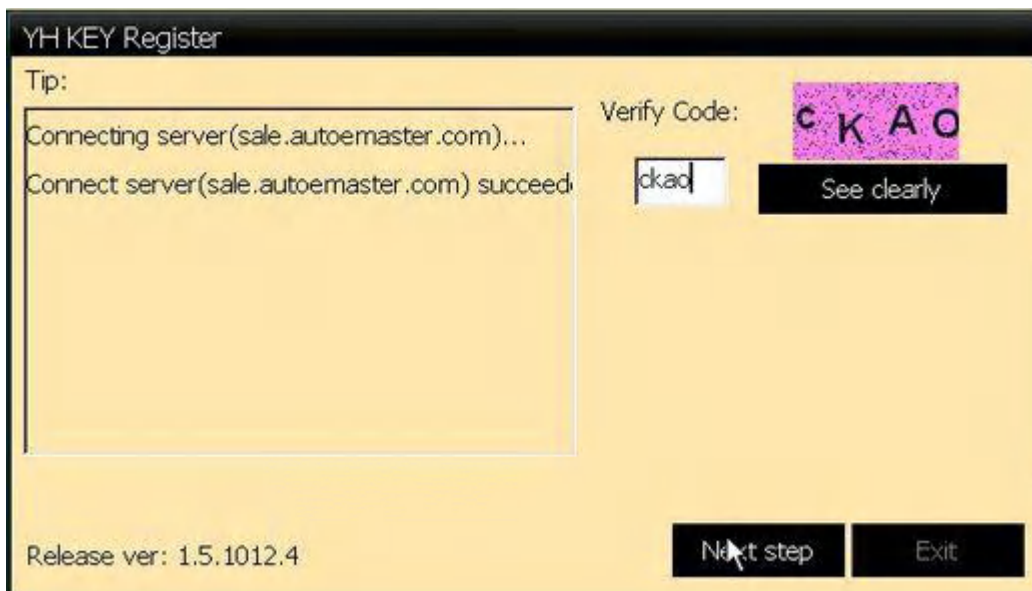 YH KEY Register
Tip:
Connecting server(sale.autoemaster.com)...
Connect server(sale.autoemaster.com) succeed
Verify Code:
cKAO
ckao
See clearly
Release ver: 1.5.1012.4
Next step
Exit